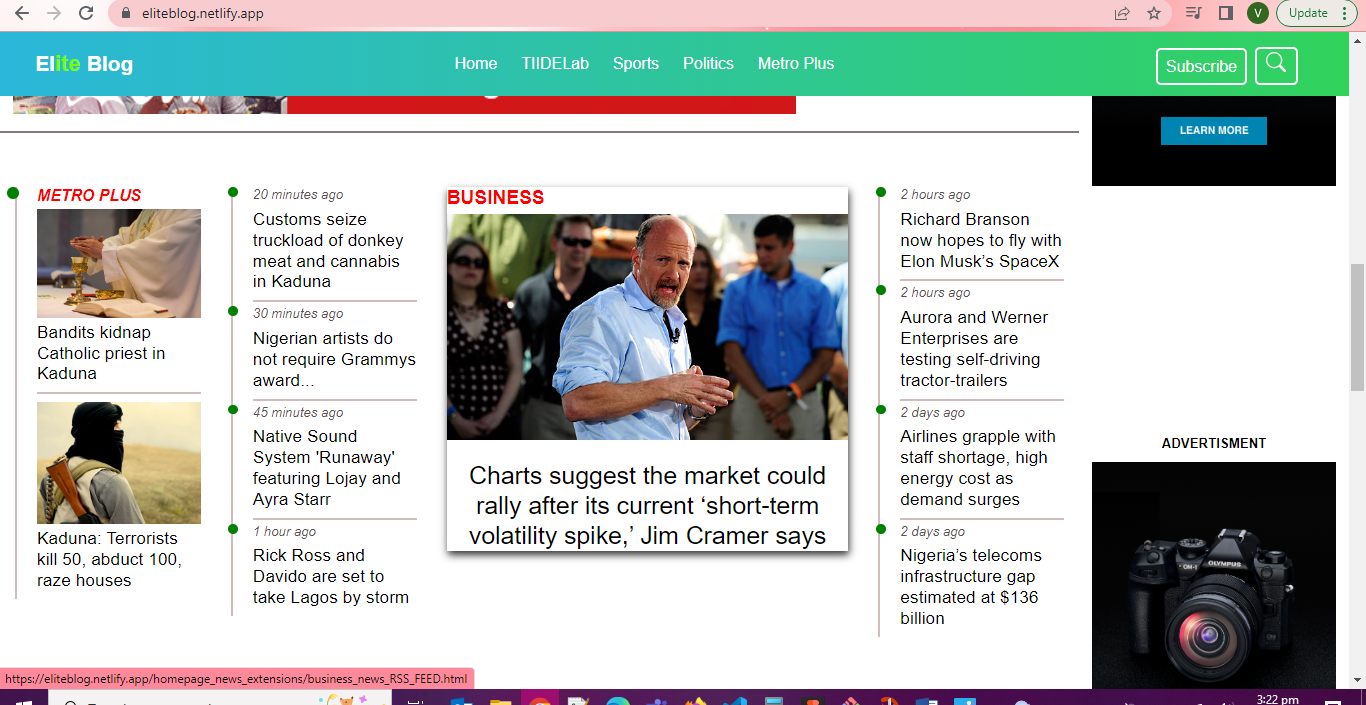 eliteblog.netlify.app
V
Update
Elite Blog
Home
TIIDELab
Sports
Politics
Metro Plus
Subscribe
LEARN MORE
METRO PLUS
Bandits kidnap
Catholic priest in
Kaduna
Kaduna: Terrorists
kill 50, abduct 100,
raze houses
20 minutes ago
Customs seize
truckload of donkey
meat and cannabis
in Kaduna
30 minutes ago
Nigerian artists do
not require Grammys
award...
45 minutes ago
Native Sound
System 'Runaway'
featuring Lojay and
Ayra Starr
1 hour ago
Rick Ross and
Davido are set to
take Lagos by storm
BUSINESS
Charts suggest the market could
rally after its current ‘short-term
volatility spike,’ Jim Cramer says
2 hours ago
Richard Branson
now hopes to fly with
Elon Musk’s SpaceX
2 hours ago
Aurora and Werner
Enterprises are
testing self-driving
tractor-trailers
2 days ago
Airlines grapple with
staff shortage, high
energy cost as
demand surges
2 days ago
Nigeria’s telecoms
infrastructure gap
estimated at $136
billion
ADVERTISMENT
OM-1
OLYMPUS
https://eliteblog.netlify.app/homepage_news_extensions/business_news_RSS_FEED.html
3:22 pm